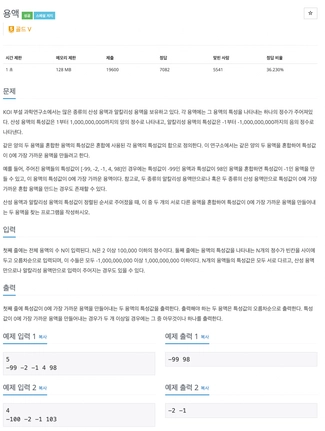 용액
골드 V
시간 제한 메모리 제한 제출 정답 맞힌 사람 정답 비율
1 초 128 MB 19600 7082 5541 36.230%
문제
KOI 부설 과학연구소에서는 많은 종류의 산성 용액과 알칼리성 용액을 보유하고 있다. 각 용액에는 그 용액의 특성을 나타내는 하나의 정수가 주어져있
다. 산성 용액의 특성값은 1부터 1,000,000,000까지의 양의 정수로 나타내고, 알칼리성 용액의 특성값은 -1부터 -1,000,000,000까지의 음의 정수로
나타낸다.
같은 양의 두 용액을 혼합한 용액의 특성값은 혼합에 사용된 각 용액의 특성값의 합으로 정의한다. 이 연구소에서는 같은 양의 두 용액을 혼합하여 특성값
이 0에 가장 가까운 용액을 만들려고 한다.
예를 들어, 주어진 용액들의 특성값이 [-99, -2, -1, 4, 98]인 경우에는 특성값이 -99인 용액과 특성값이 98인 용액을 혼합하면 특성값이 -1인 용액을 만
들 수 있고, 이 용액의 특성값이 0에 가장 가까운 용액이다. 참고로, 두 종류의 알칼리성 용액만으로나 혹은 두 종류의 산성 용액만으로 특성값이 0에 가장
가까운 혼합 용액을 만드는 경우도 존재할 수 있다.
산성 용액과 알칼리성 용액의 특성값이 정렬된 순서로 주어졌을 때, 이 중 두 개의 서로 다른 용액을 혼합하여 특성값이 0에 가장 가까운 용액을 만들어내
는 두 용액을 찾는 프로그램을 작성하시오.
입력
첫째 줄에는 전체 용액의 수 N이 입력된다. N은 2 이상 100,000 이하의 정수이다. 둘째 줄에는 용액의 특성값을 나타내는 N개의 정수가 빈칸을 사이에
두고 오름차순으로 입력되며, 이 수들은 모두 -1,000,000,000 이상 1,000,000,000 이하이다. N개의 용액들의 특성값은 모두 서로 다르고, 산성 용액
만으로나 알칼리성 용액만으로 입력이 주어지는 경우도 있을 수 있다.
출력
첫째 줄에 특성값이 0에 가장 가까운 용액을 만들어내는 두 용액의 특성값을 출력한다. 출력해야 하는 두 용액은 특성값의 오름차순으로 출력한다. 특성
값이 0에 가장 가까운 용액을 만들어내는 경우가 두 개 이상일 경우에는 그 중 아무것이나 하나를 출력한다.
예제 입력 1 복사 예제 출력 1 복사
5
-99 -2 -1 4 98
-99 98
예제 입력 2 복사 예제 출력 2 복사
4
-100 -2 -1 103
-2 -1